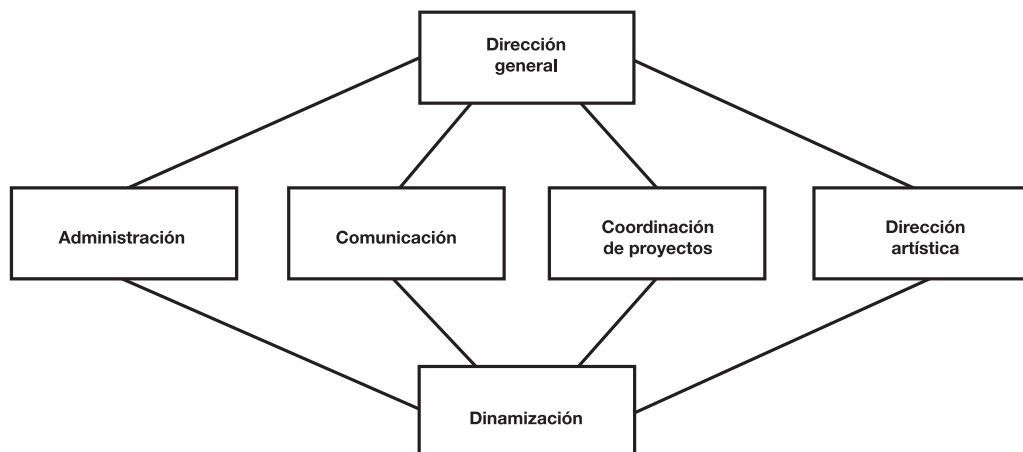 Dirección
general
Administración
Comunicación
Coordinación
de proyectos
Dirección
artística
Dinamización